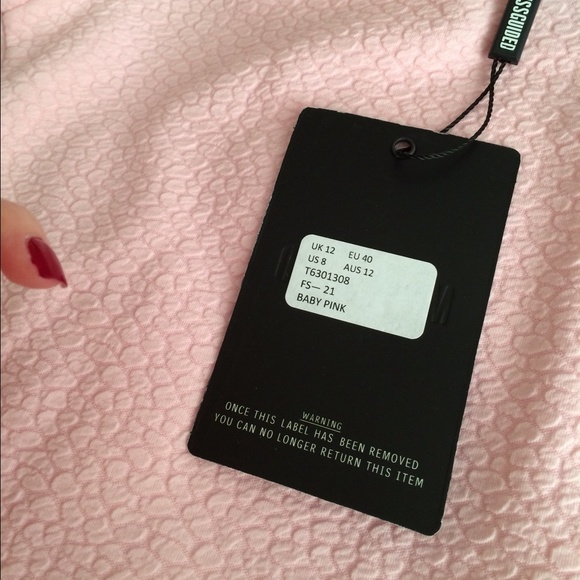 SSGUIDED
UK 12 EU 40
US 8 AUS 12
T6301308
FS— 21
BABY PINK
WARNING
ONCE THIS LABEL HAS BEEN REMOVED
YOU CAN NO LONGER RETURN THIS ITEM